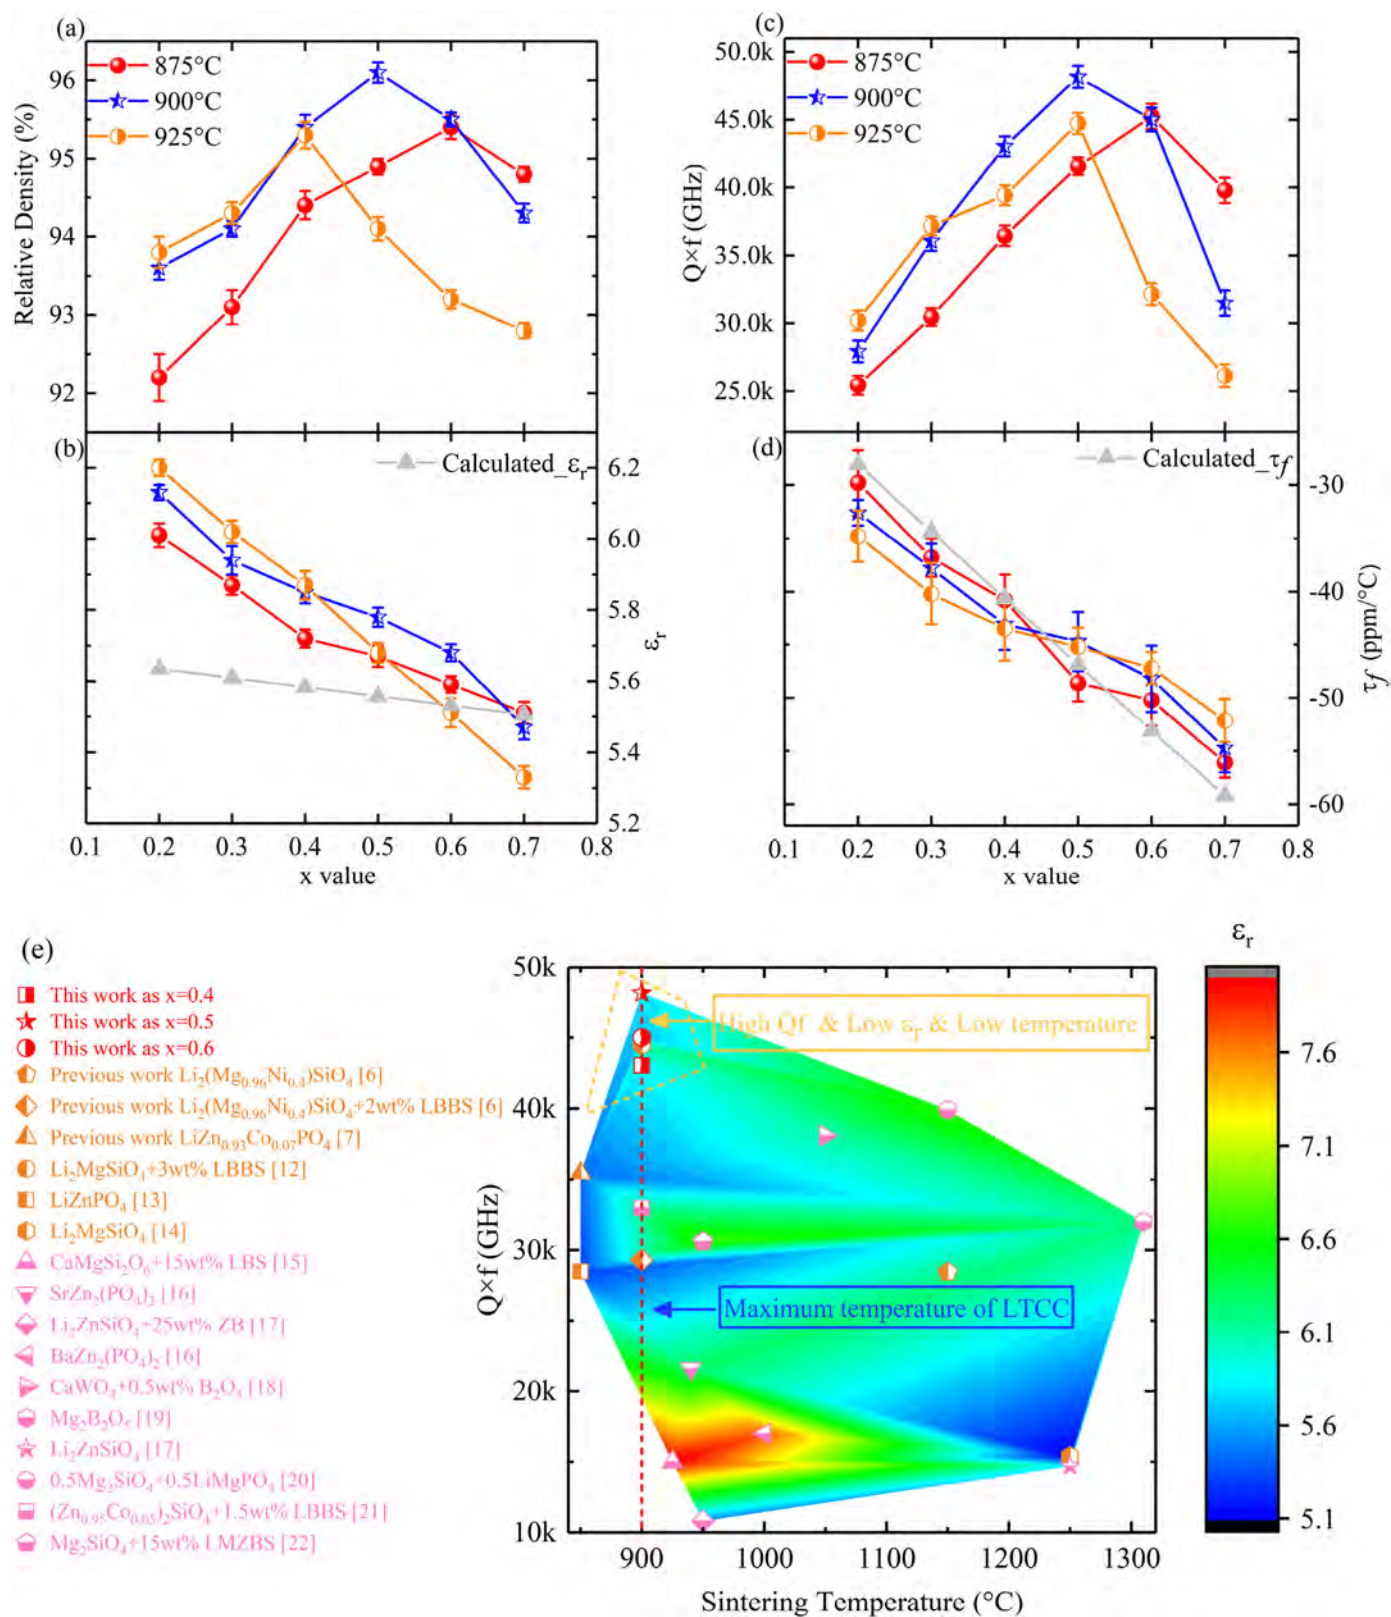 (a)
875°C
900°C
925°C
Relative Density (%)
96
95
94
93
92
(c)
50.0k
45.0k
40.0k
35.0k
30.0k
25.0k
875°C
900°C
925°C
Q×f (GHz)
(b)
Calculated_εr
6.2
6.0
5.8
5.6
5.4
5.2
εr
0.1 0.2 0.3 0.4 0.5 0.6 0.7 0.8
x value
(d)
Calculated_τf
-30
-40
-50
-60
τf (ppm/°C)
0.1 0.2 0.3 0.4 0.5 0.6 0.7 0.8
x value
(e)
This work as x=0.4
This work as x=0.5
This work as x=0.6
Previous work Li₂(Mg₀.₉₆Ni₀.₄)SiO₄ [6]
Previous work Li₂(Mg₀.₉₆Ni₀.₄)SiO₄+2wt% LBBS [6]
Previous work LiZn₀.₉₃Co₀.₀₇PO₄ [7]
Li₂MgSiO₄+3wt% LBBS [12]
LiZnPO₄ [13]
Li₂MgSiO₄ [14]
CaMgSi₂O₆+15wt% LBS [15]
SrZn₂(PO₄)₂ [16]
Li₂ZnSiO₄+25wt% ZB [17]
BaZn₂(PO₄)₂ [16]
CaWO₄+0.5wt% B₂O₃ [18]
Mg₂B₂O₅ [19]
Li₂ZnSiO₄ [17]
0.5Mg₂SiO₄+0.5LiMgPO₄ [20]
(Zn₀.₉₅Co₀.₀₅)₂SiO₄+1.5wt% LBBS [21]
Mg₂SiO₄+15wt% LMZBS [22]
50k
40k
30k
20k
10k
Q×f (GHz)
High Qf & Low εr & Low temperature
Maximum temperature of LTCC
900 1000 1100 1200 1300
Sintering Temperature (°C)
εr
7.6
7.1
6.6
6.1
5.6
5.1